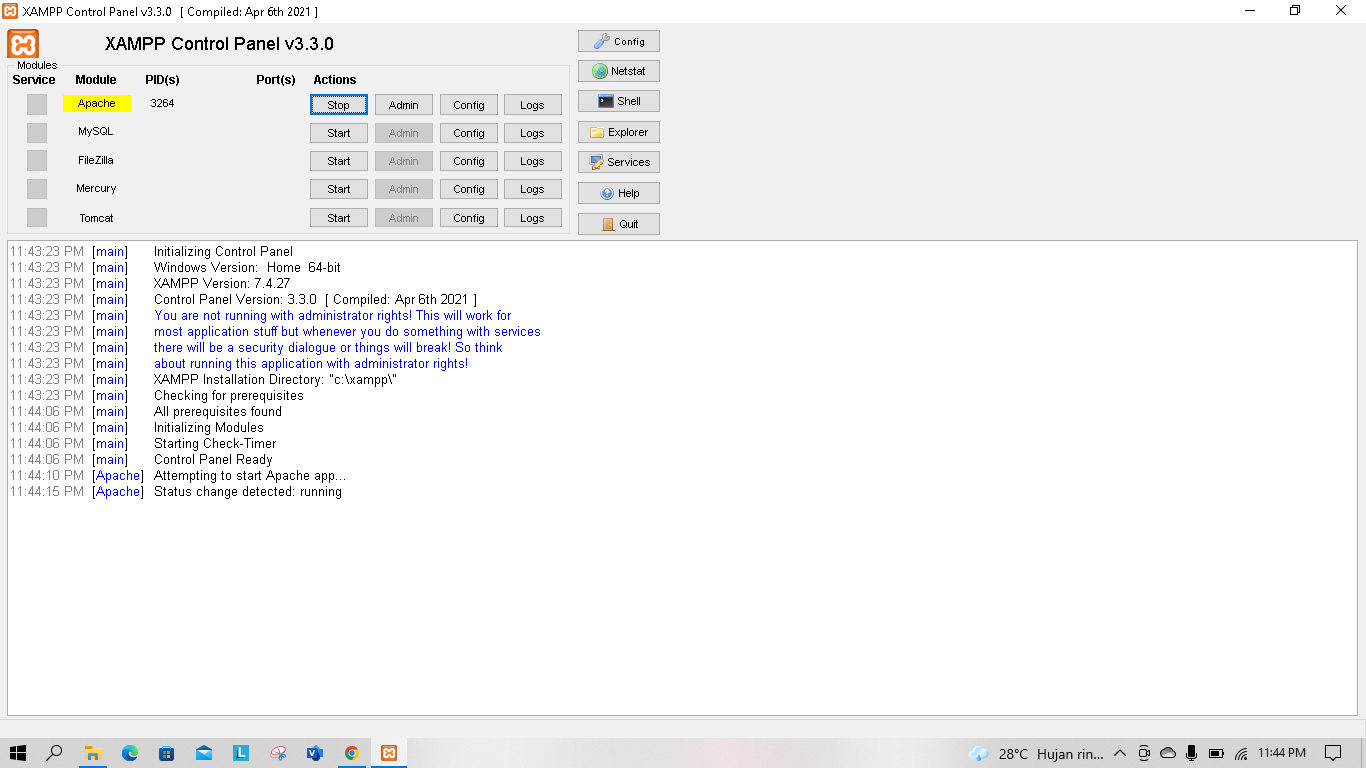 XAMPP Control Panel v3.3.0 [ Compiled: Apr 6th 2021 ]
XAMPP Control Panel v3.3.0
Modules
Service Module PID(s) Port(s) Actions
Apache 3264 Stop Admin Config Logs
MySQL Start Admin Config Logs
FileZilla Start Admin Config Logs
Mercury Start Admin Config Logs
Tomcat Start Admin Config Logs
Config
Netstat
Shell
Explorer
Services
Help
Quit
11:43:23 PM [main] Initializing Control Panel
11:43:23 PM [main] Windows Version: Home 64-bit
11:43:23 PM [main] XAMPP Version: 7.4.27
11:43:23 PM [main] Control Panel Version: 3.3.0 [ Compiled: Apr 6th 2021 ]
11:43:23 PM [main] You are not running with administrator rights! This will work for
11:43:23 PM [main] most application stuff but whenever you do something with services
11:43:23 PM [main] there will be a security dialogue or things will break! So think
11:43:23 PM [main] about running this application with administrator rights!
11:43:23 PM [main] XAMPP Installation Directory: "c:\xampp\"
11:43:23 PM [main] Checking for prerequisites
11:44:06 PM [main] All prerequisites found
11:44:06 PM [main] Initializing Modules
11:44:06 PM [main] Starting Check-Timer
11:44:06 PM [main] Control Panel Ready
11:44:10 PM [Apache] Attempting to start Apache app...
11:44:15 PM [Apache] Status change detected: running
L 28°C Hujan rin... 11:44 PM